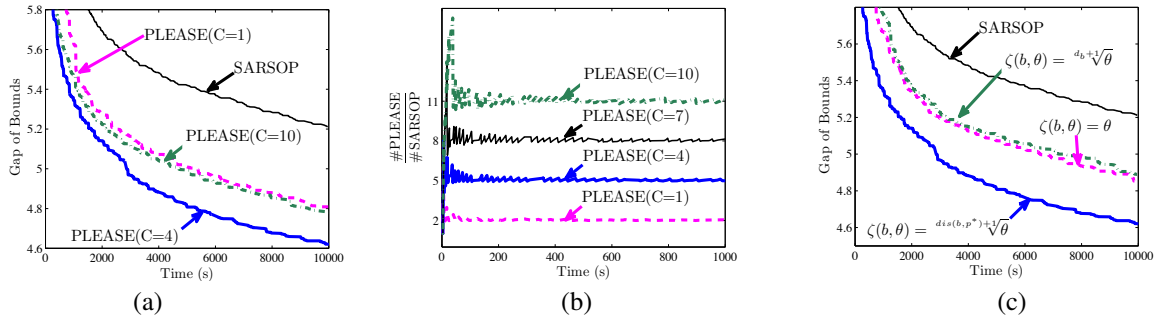 5.8
5.6
5.4
5.2
5
4.8
4.6
Gap of Bounds
PLEASE(C=1)
SARSOP
PLEASE(C=10)
PLEASE(C=4)
0
2000
4000
6000
8000
10000
Time (s)
(a)
#PLEASE
#SARSOP
11
8
5
2
PLEASE(C=10)
PLEASE(C=7)
PLEASE(C=4)
PLEASE(C=1)
0
200
400
600
800
1000
Time (s)
(b)
Gap of Bounds
5.6
5.4
5.2
5
4.8
4.6
SARSOP
ζ(b, θ) = ᵈᵇ⁺¹√θ
ζ(b, θ) = θ
ζ(b, θ) = dis(b,p*)+1√θ
0
2000
4000
6000
8000
10000
Time (s)
(c)